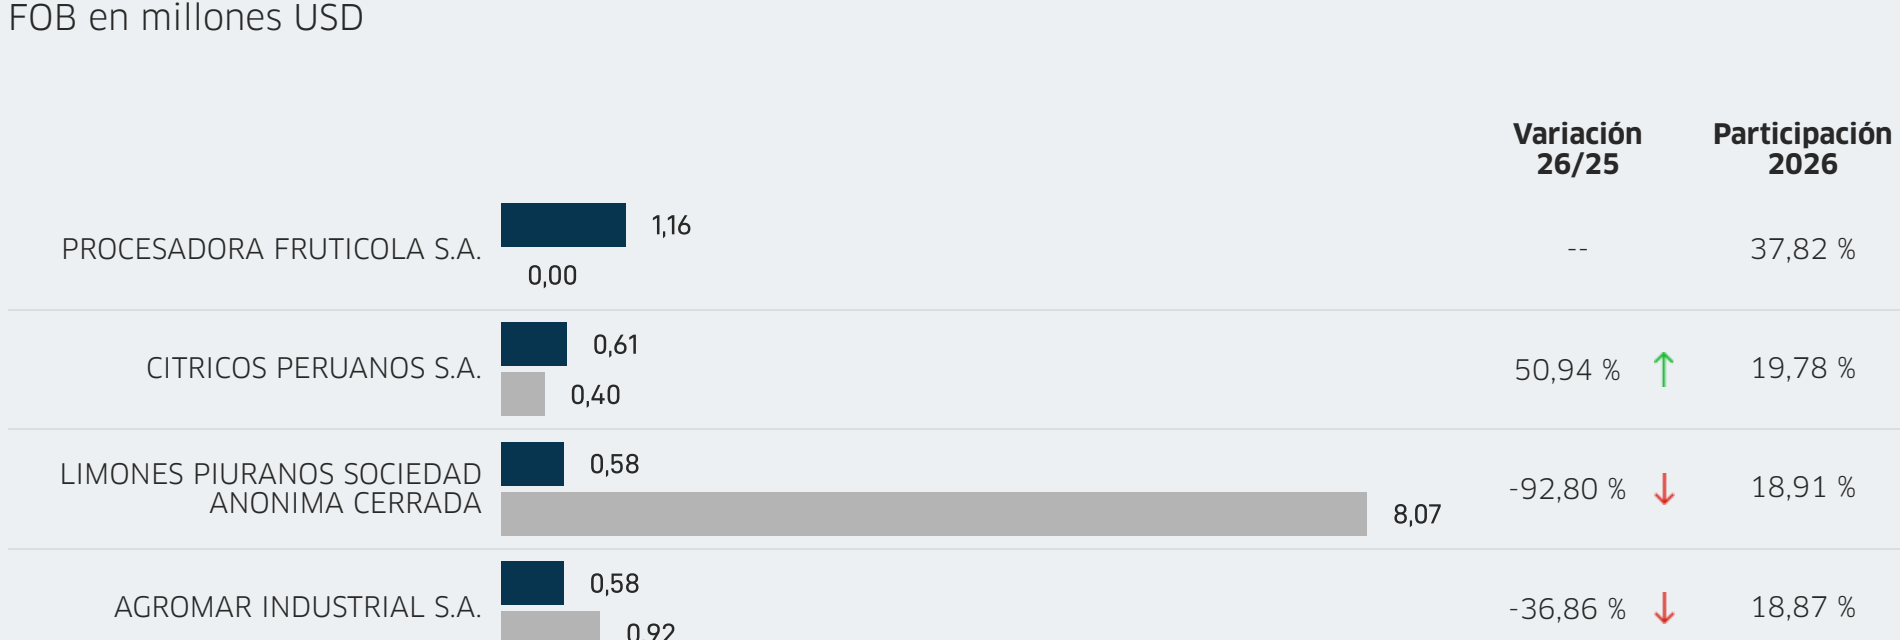 FOB en millones USD
Variación Participación
26/25 2026
1,16
PROCESADORA FRUTICOLA S.A. -- 37,82 %
0,00
0,61
CITRICOS PERUANOS S.A. 50,94 % 19,78 %
0,40
LIMONES PIURANOS SOCIEDAD 0,58
ANONIMA CERRADA -92,80 % 18,91 %
8,07
0,58
AGROMAR INDUSTRIAL S.A. -36,86 % 18,87 %
0,92